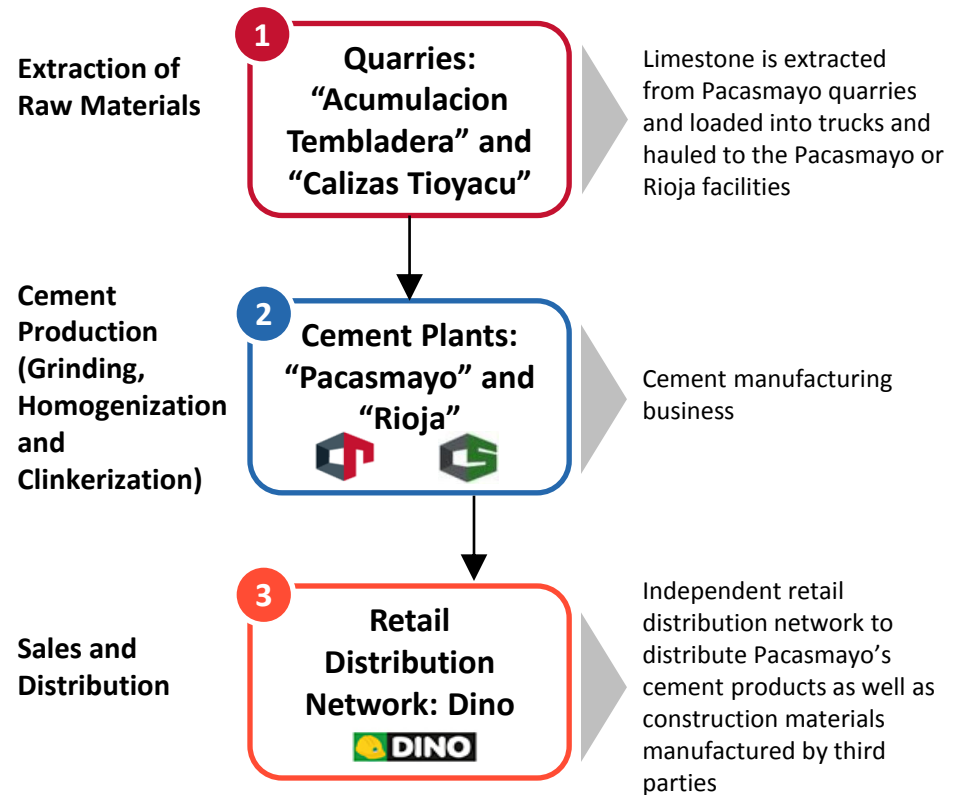 Extraction of
Raw Materials
1
Quarries:
“Acumulacion
Tembladera” and
“Calizas Tioyacu”
Limestone is extracted
from Pacasmayo quarries
and loaded into trucks and
hauled to the Pacasmayo or
Rioja facilities
Cement
Production
(Grinding,
Homogenization
and
Clinkerization)
2
Cement Plants:
“Pacasmayo” and
“Rioja”
Cement manufacturing
business
Sales and
Distribution
3
Retail
Distribution
Network: Dino
DINO
Independent retail
distribution network to
distribute Pacasmayo’s
cement products as well as
construction materials
manufactured by third
parties